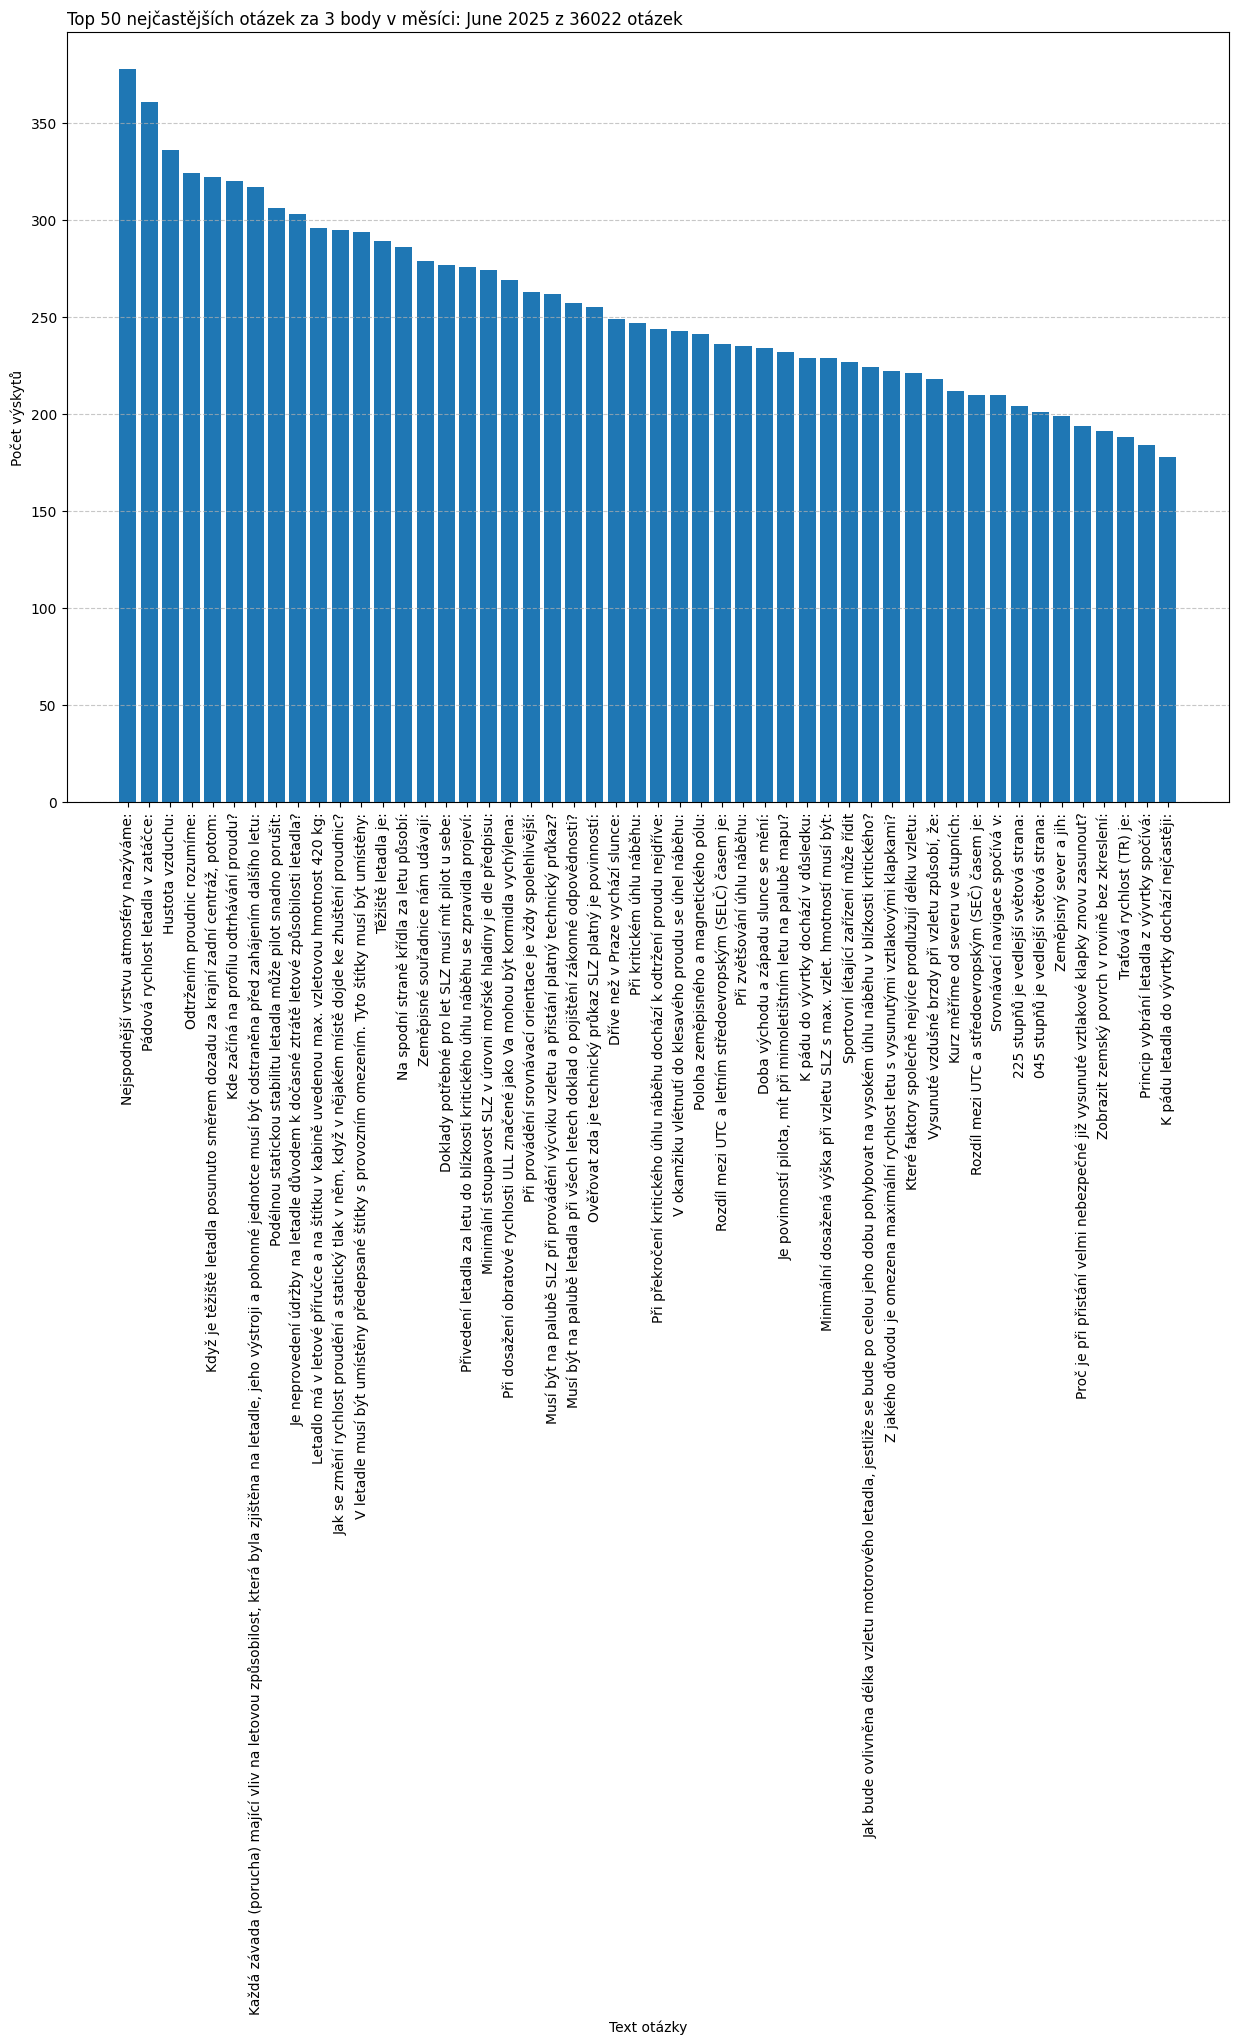 Top 50 nejčastějších otázek za 3 body v měsíci: June 2025 z 36022 otázek
Počet výskytů
350
300
250
200
150
100
50
0
Nejspodnější vrstvu atmosféry nazýváme:
Pádová rychlost letadla v zatáčce:
Hustota vzduchu:
Odtržením proudnic rozumíme:
Když je těžiště letadla posunuto směrem dozadu za krajní zadní centráž, potom:
Kde začíná na profilu odtrhávání proudu?
Každá závada (porucha) mající vliv na letovou způsobilost, která byla zjištěna na letadle, jeho výstroji a pohonné jednotce musí být odstraněna před zahájením dalšího letu:
Podélnou statickou stabilitu letadla může pilot snadno porušit:
Je neprovedení údržby na letadle důvodem k dočasné ztrátě letové způsobilosti letadla?
Letadlo má v letové příručce a na štítku v kabině uvedenou max. vzletovou hmotnost 420 kg:
Jak se změní rychlost proudění a statický tlak v něm, když v nějakém místě dojde ke zhuštění proudnic?
V letadle musí být umístěny předepsané štítky s provozním omezením. Tyto štítky musí být umístěny:
Těžiště letadla je:
Na spodní straně křídla za letu působí:
Zeměpisné souřadnice nám udávají:
Doklady potřebné pro let SLZ musí mít pilot u sebe:
Přivedení letadla za letu do blízkosti kritického úhlu náběhu se zpravidla projeví:
Minimální stoupavost SLZ v úrovni mořské hladiny je dle předpisu:
Při dosažení obratové rychlosti ULL značené jako Va mohou být kormidla vychýlena:
Při provádění srovnávací orientace je vždy spolehlivější:
Musí být na palubě SLZ při provádění výcviku vzletu a přistání platný technický průkaz?
Musí být na palubě letadla při všech letech doklad o pojištění zákonné odpovědnosti?
Ověřovat zda je technický průkaz SLZ platný je povinností:
Dříve než v Praze vychází slunce:
Při kritickém úhlu náběhu:
Při překročení kritického úhlu náběhu dochází k odtržení proudu nejdříve:
V okamžiku vlétnutí do klesavého proudu se úhel náběhu:
Poloha zeměpisného a magnetického pólu:
Rozdíl mezi UTC a letním středoevropským (SELČ) časem je:
Při zvětšování úhlu náběhu:
Doba východu a západu slunce se mění:
Je povinností pilota, mít při mimoletištním letu na palubě mapu?
K pádu do vývrtky dochází v důsledku:
Minimální dosažená výška při vzletu SLZ s max. vzlet. hmotností musí být:
Sportovní létající zařízení může řídit
Jak bude ovlivněna délka vzletu motorového letadla, jestliže se bude po celou jeho dobu pohybovat na vysokém úhlu náběhu v blízkosti kritického?
Z jakého důvodu je omezena maximální rychlost letu s vysunutými vztlakovými klapkami?
Které faktory společně nejvíce prodlužují délku vzletu:
Vysunuté vzdušné brzdy při vzletu způsobí, že:
Kurz měříme od severu ve stupních:
Rozdíl mezi UTC a středoevropským (SEČ) časem je:
Srovnávací navigace spočívá v:
225 stupňů je vedlejší světová strana:
045 stupňů je vedlejší světová strana:
Zeměpisný sever a jih:
Proč je při přistání velmi nebezpečné již vysunuté vztlakové klapky znovu zasunout?
Zobrazit zemský povrch v rovině bez zkreslení:
Traťová rychlost (TR) je:
Princip vybrání letadla z vývrtky spočívá:
K pádu letadla do vývrtky dochází nejčastěji:
Text otázky